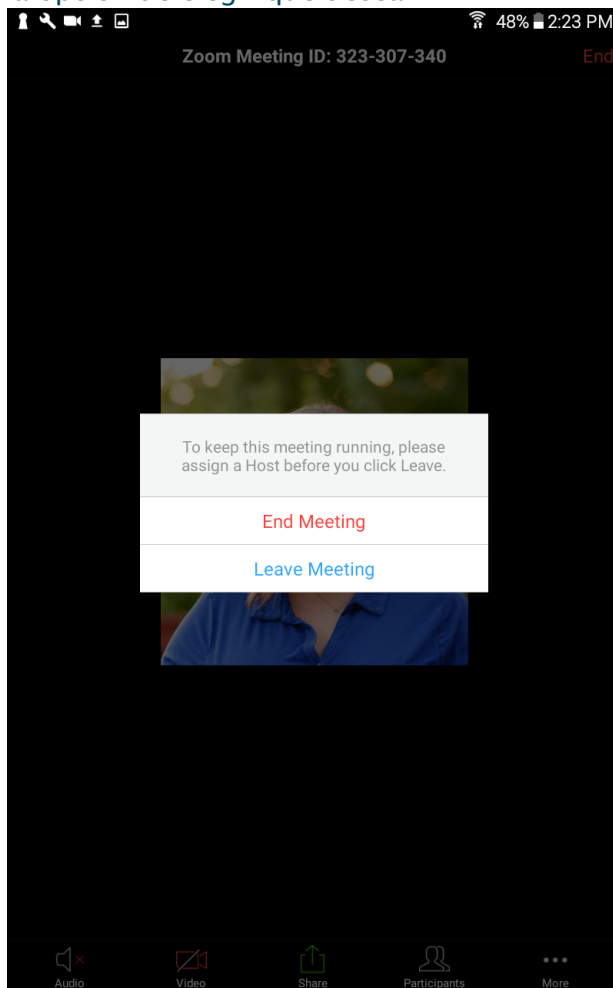 48% 2:23 PM
Zoom Meeting ID: 323-307-340 End
To keep this meeting running, please
assign a Host before you click Leave.
End Meeting
Leave Meeting
Audio Video Share Participants More